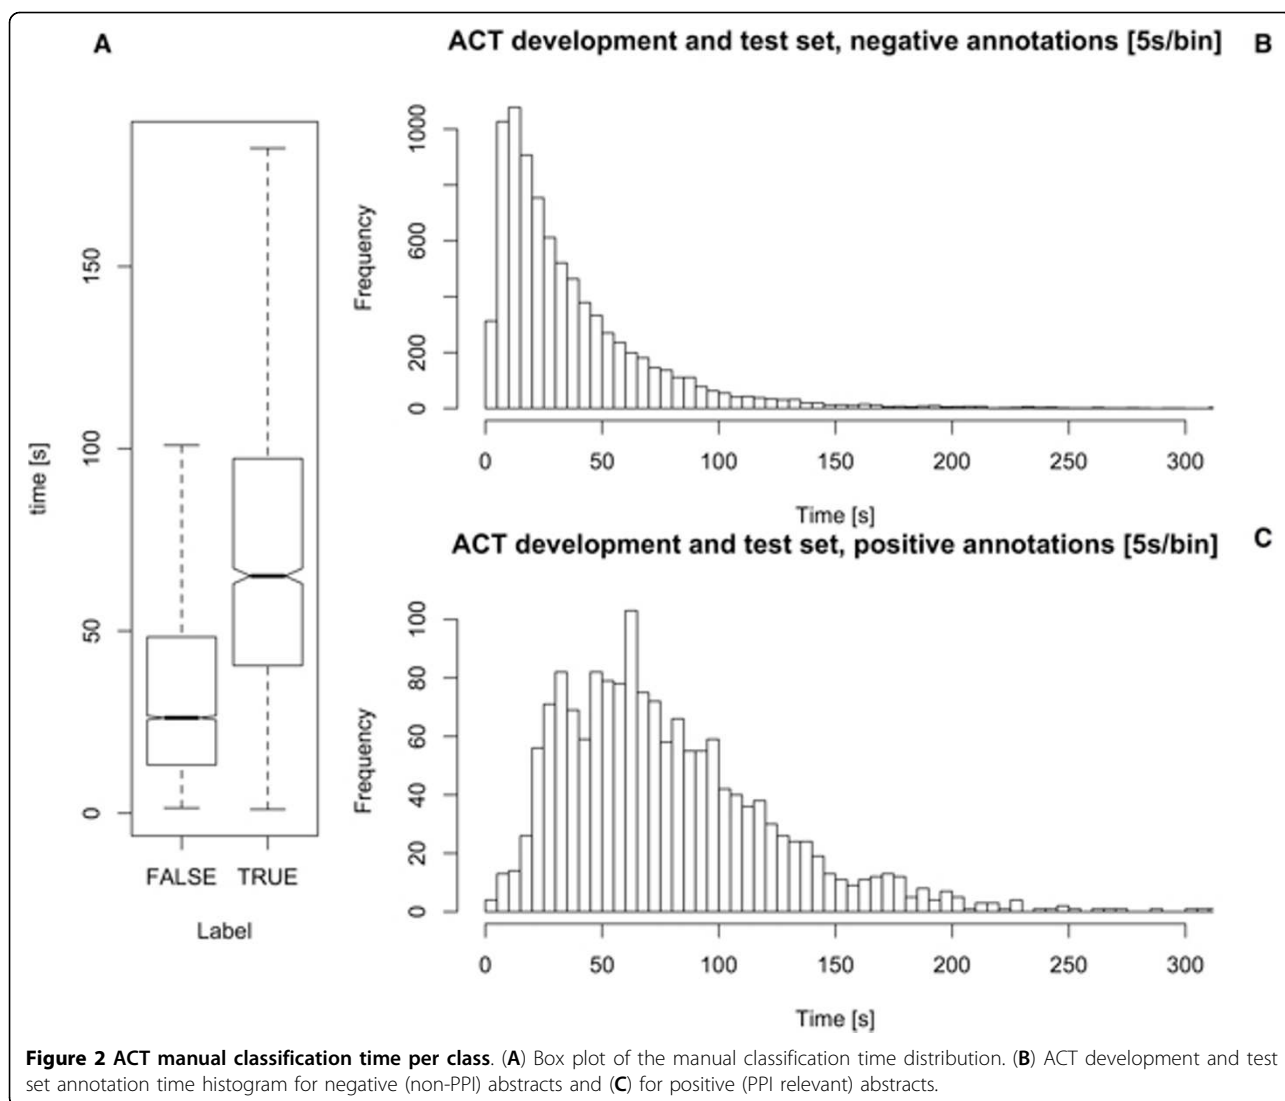 A
ACT development and test set, negative annotations [5s/bin]
B
time [s]
0
50
100
150
FALSE TRUE
Label
Frequency
0
200
600
1000
0 50 100 150 200 250 300
Time [s]
ACT development and test set, positive annotations [5s/bin]
C
Frequency
0
20
40
60
80
100
0 50 100 150 200 250 300
Time [s]
Figure 2 ACT manual classification time per class. (A) Box plot of the manual classification time distribution. (B) ACT development and test
set annotation time histogram for negative (non-PPI) abstracts and (C) for positive (PPI relevant) abstracts.